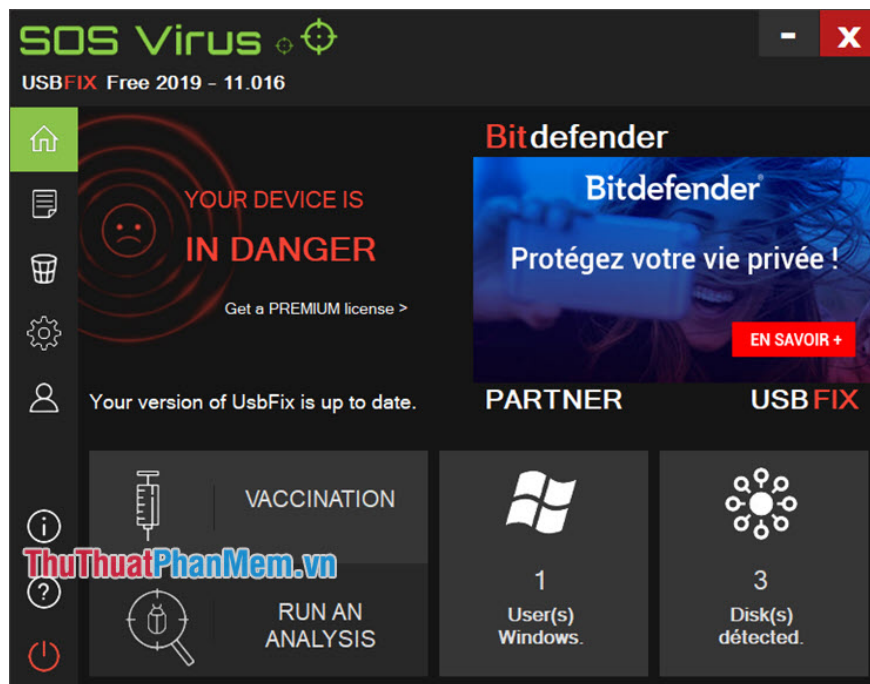 SOS Virus
USBFIX Free 2019 - 11.016
- X
YOUR DEVICE IS
IN DANGER
Get a PREMIUM license >
Your version of UsbFix is up to date.
Bitdefender
Bitdefender®
Protégez votre vie privée !
EN SAVOIR +
PARTNER
USBFIX
VACCINATION
RUN AN
ANALYSIS
1
User(s)
Windows.
3
Disk(s)
détected.
ThuThuatPhanMem.vn